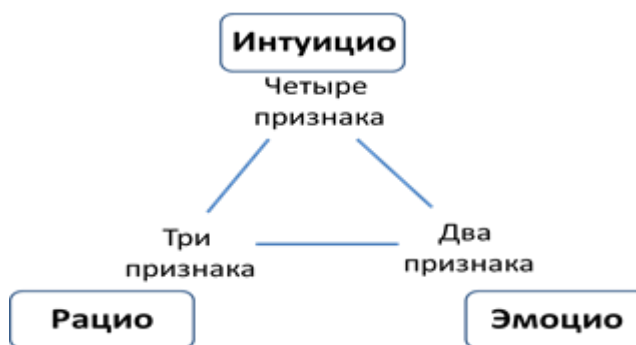 Интуицио
Четыре
признака
Три
признака
Два
признака
Рацио
Эмоцио